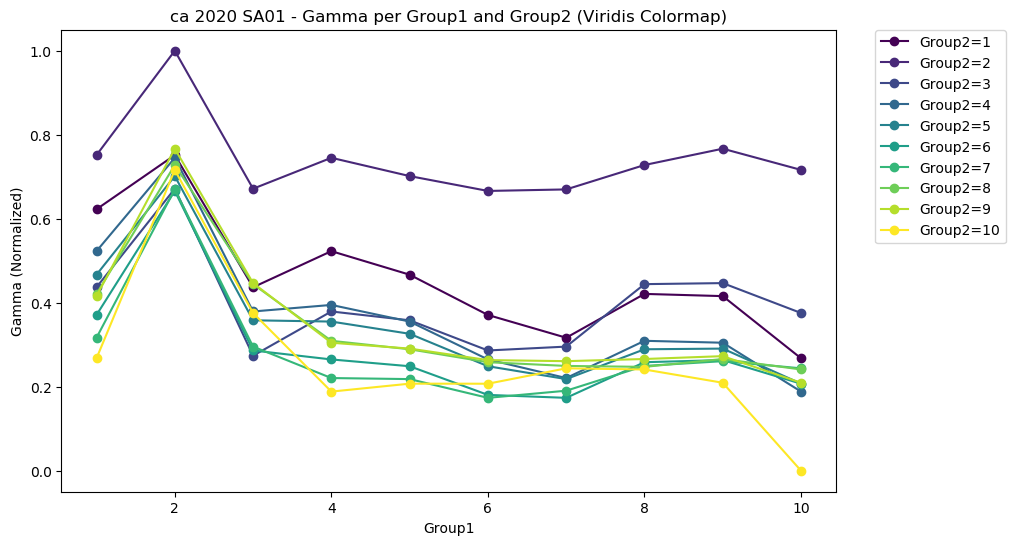 ca 2020 SA01 - Gamma per Group1 and Group2 (Viridis Colormap)
Gamma (Normalized)
1.0
0.8
0.6
0.4
0.2
0.0
2
4
6
8
10
Group1
Group2=1
Group2=2
Group2=3
Group2=4
Group2=5
Group2=6
Group2=7
Group2=8
Group2=9
Group2=10